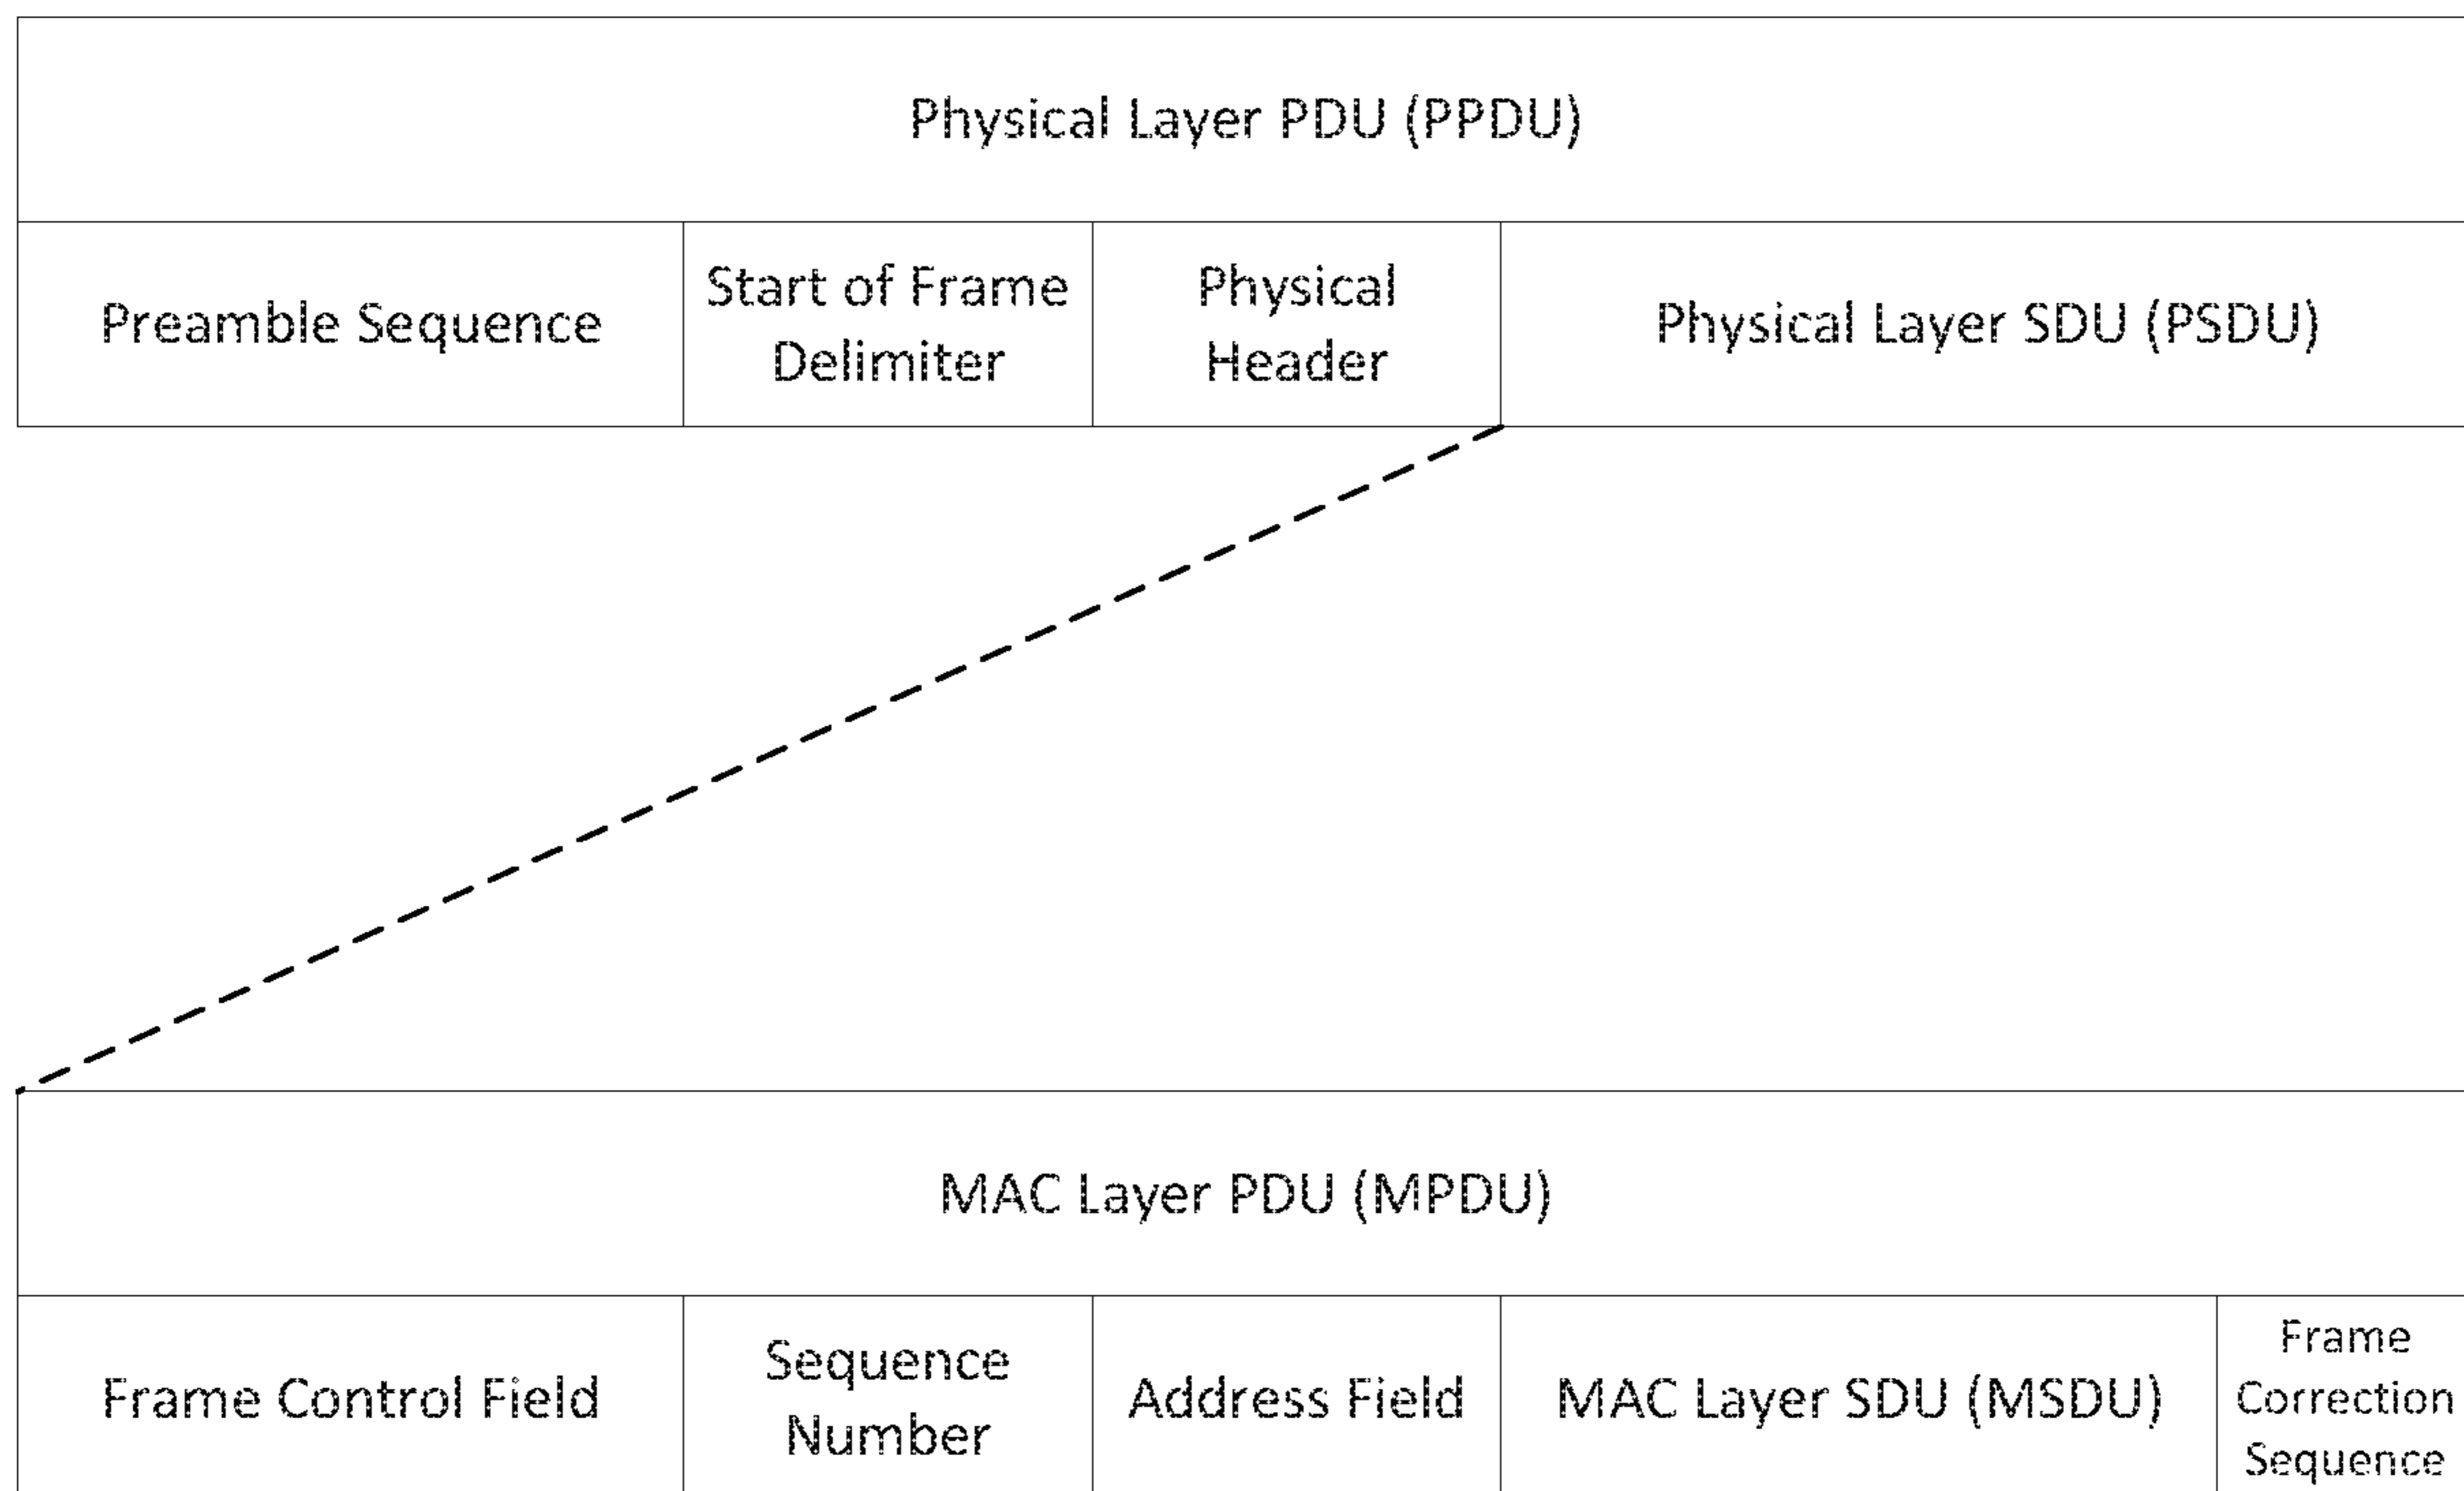 Physical Layer PDU (PPDU)
Preamble Sequence
Start of Frame
Delimiter
Physical
Header
Physical Layer SDU (PSDU)
MAC Layer PDU (MPDU)
Frame Control Field
Sequence
Number
Address Field
MAC Layer SDU (MSDU)
Frame
Correction
Sequence